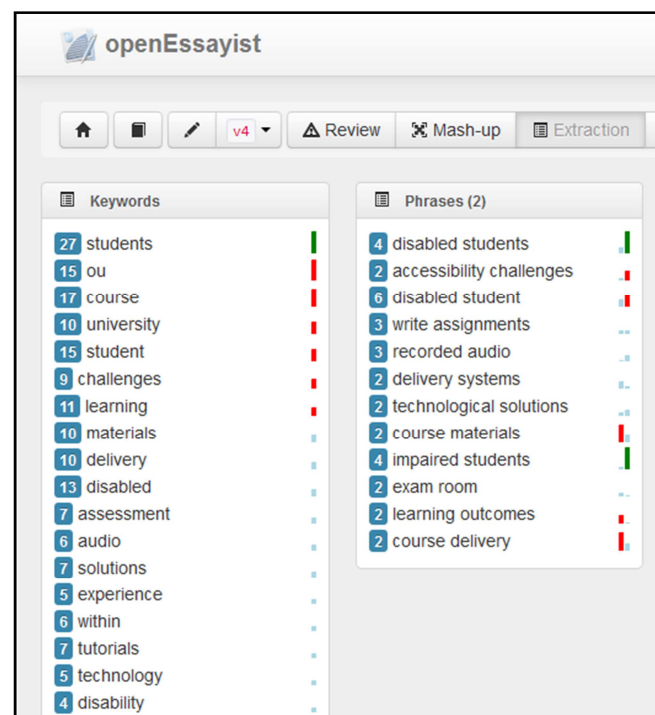 openEssayist
v4 Review Mash-up Extraction
Keywords
27 students
15 ou
17 course
10 university
15 student
9 challenges
11 learning
10 materials
10 delivery
13 disabled
7 assessment
6 audio
7 solutions
5 experience
6 within
7 tutorials
5 technology
4 disability
Phrases (2)
4 disabled students
2 accessibility challenges
6 disabled student
3 write assignments
3 recorded audio
2 delivery systems
2 technological solutions
2 course materials
4 impaired students
2 exam room
2 learning outcomes
2 course delivery